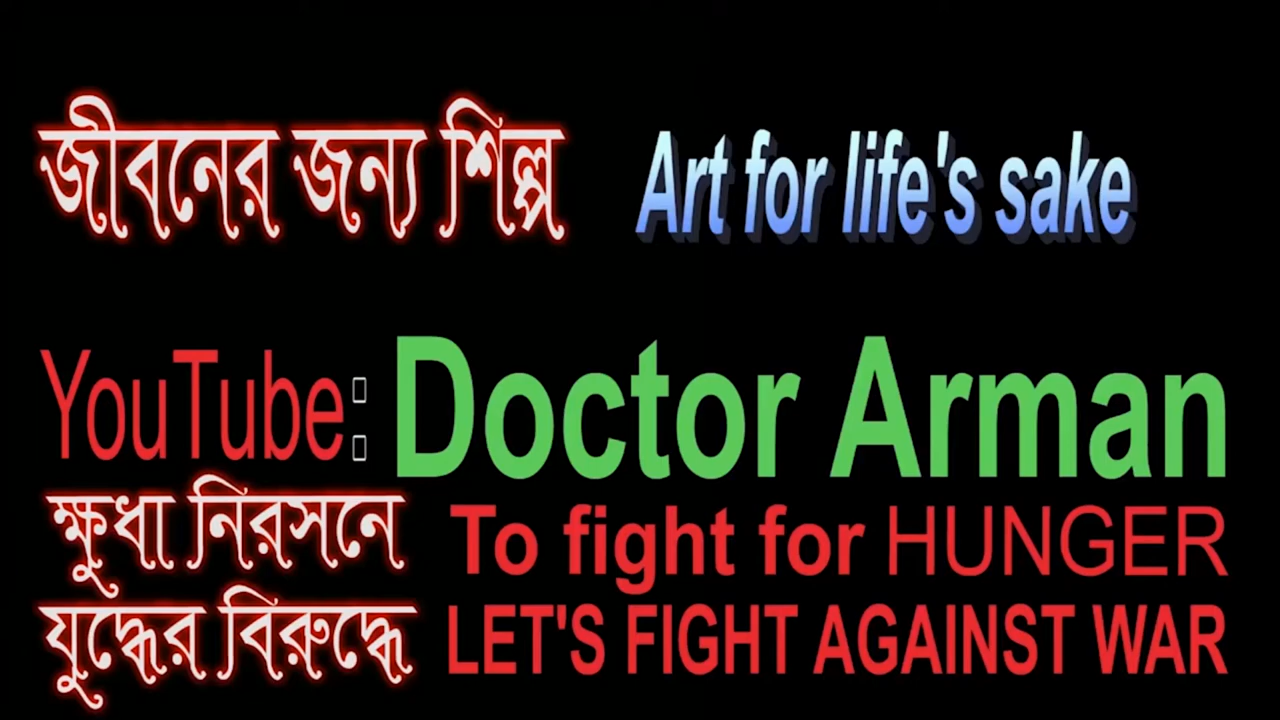 জীবনের জন্য শিল্প Art for life's sake
YouTube: Doctor Arman
ক্ষুধা নিরসনে To fight for HUNGER
যুদ্ধের বিরুদ্ধে LET'S FIGHT AGAINST WAR